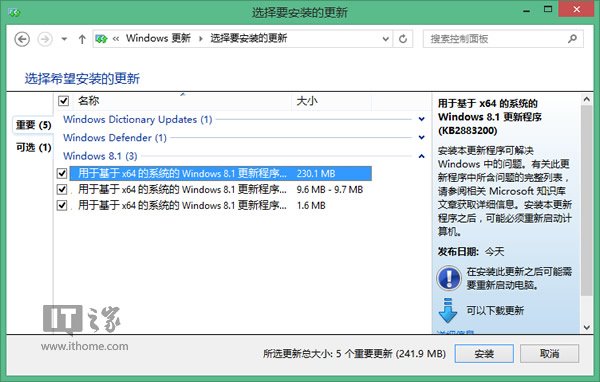 选择要安装的更新
« Windows 更新 › 选择要安装的更新
搜索控制面板
选择希望安装的更新
重要 (5)
可选 (1)
名称 大小
Windows Dictionary Updates (1)
Windows Defender (1)
Windows 8.1 (3)
用于基于 x64 的系统的 Windows 8.1 更新程序... 230.1 MB
用于基于 x64 的系统的 Windows 8.1 更新程序... 9.6 MB - 9.7 MB
用于基于 x64 的系统的 Windows 8.1 更新程序... 1.6 MB
用于基于 x64 的系统的
Windows 8.1 更新程序
(KB2883200)
安装本更新程序可解决
Windows 中的问题。有关此更
新程序中所含问题的完整列表，
请参阅相关 Microsoft 知识库
文章获取详细信息。安装本更新
程序之后，可能必须重新启动计
算机。
发布日期: 今天
在安装此更新之后可能需
要重新启动电脑。
可以下载更新
详细信息
IT之家
www.ithome.com
所选更新总大小: 5 个重要更新 (241.9 MB)
安装
取消